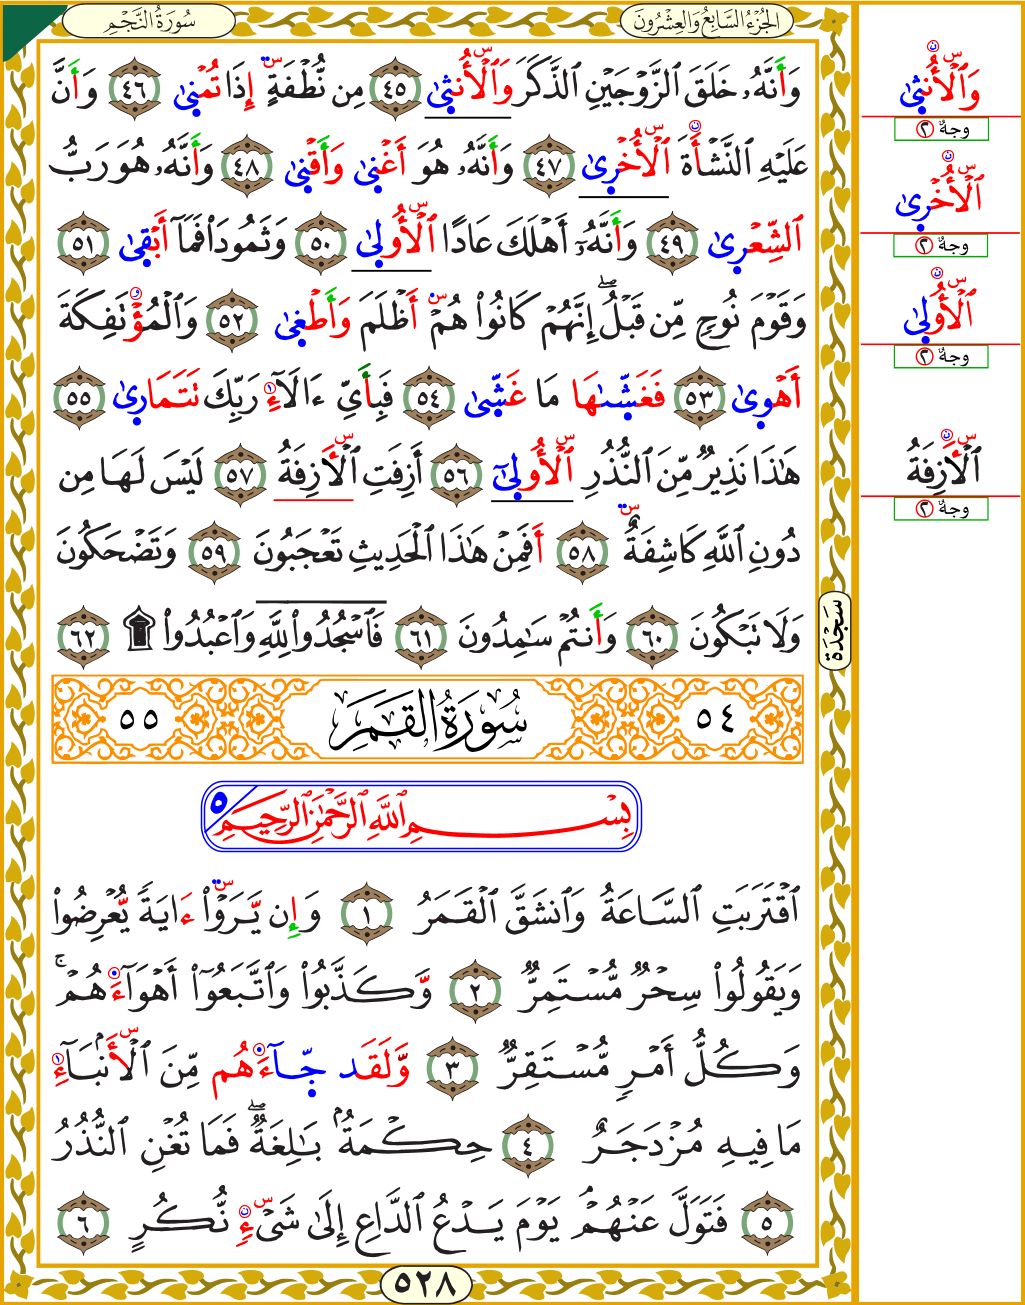 الجُزْءُ السَّابِعُ وَالعِشْرُونَ
سُورَةُ النَّجْمِ
وَأَنَّهُۥ خَلَقَ ٱلزَّوْجَيْنِ ٱلذَّكَرَ وَٱلْأُنثَىٰ ٤٥ مِن نُّطْفَةٍ إِذَا تُمْنَىٰ ٤٦ وَأَنَّ
عَلَيْهِ ٱلنَّشْأَةَ ٱلْأُخْرَىٰ ٤٧ وَأَنَّهُۥ هُوَ أَغْنَىٰ وَأَقْنَىٰ ٤٨ وَأَنَّهُۥ هُوَ رَبُّ
ٱلشِّعْرَىٰ ٤٩ وَأَنَّهُۥٓ أَهْلَكَ عَادًا ٱلْأُولَىٰ ٥٠ وَثَمُودَا۟ فَمَآ أَبْقَىٰ ٥١
وَقَوْمَ نُوحٍ مِّن قَبْلُ ۖ إِنَّهُمْ كَانُوا۟ هُمْ أَظْلَمَ وَأَطْغَىٰ ٥٢ وَٱلْمُؤْتَفِكَةَ
أَهْوَىٰ ٥٣ فَغَشَّىٰهَا مَا غَشَّىٰ ٥٤ فَبِأَىِّ ءَالَآءِ رَبِّكَ تَتَمَارَىٰ ٥٥
هَٰذَا نَذِيرٌ مِّنَ ٱلنُّذُرِ ٱلْأُولَىٰٓ ٥٦ أَزِفَتِ ٱلْأَزِفَةُ ٥٧ لَيْسَ لَهَا مِن
دُونِ ٱللَّهِ كَاشِفَةٌ ٥٨ أَفَمِنْ هَٰذَا ٱلْحَدِيثِ تَعْجَبُونَ ٥٩ وَتَضْحَكُونَ
وَلَا تَبْكُونَ ٦٠ وَأَنتُمْ سَٰمِدُونَ ٦١ فَٱسْجُدُوا۟ لِلَّهِ وَٱعْبُدُوا۟ ۩ ٦٢
٥٤ سُورَةُ القَمَرِ ٥٥
بِسْمِ ٱللَّهِ ٱلرَّحْمَٰنِ ٱلرَّحِيمِ ٥
ٱقْتَرَبَتِ ٱلسَّاعَةُ وَٱنشَقَّ ٱلْقَمَرُ ١ وَإِن يَرَوْا۟ ءَايَةً يُعْرِضُوا۟
وَيَقُولُوا۟ سِحْرٌ مُّسْتَمِرٌّ ٢ وَكَذَّبُوا۟ وَٱتَّبَعُوٓا۟ أَهْوَآءَهُمْ ۚ
وَكُلُّ أَمْرٍ مُّسْتَقِرٌّ ٣ وَلَقَد جَّآءَهُم مِّنَ ٱلْأَنۢبَآءِ
مَا فِيهِ مُزْدَجَرٌ ٤ حِكْمَةٌۢ بَٰلِغَةٌ ۖ فَمَا تُغْنِ ٱلنُّذُرُ
٥ فَتَوَلَّ عَنْهُمْ يَوْمَ يَدْعُ ٱلدَّاعِ إِلَىٰ شَىْءٍ نُّكُرٍ ٦
٥٢٨
سَجْدَة
وَٱلْأُنثَىٰ
وجهٌ ٢
ٱلْأُخْرَىٰ
وجهٌ ٢
ٱلْأُولَىٰ
وجهٌ ٢
ٱلْأَزِفَةُ
وجهٌ ٢